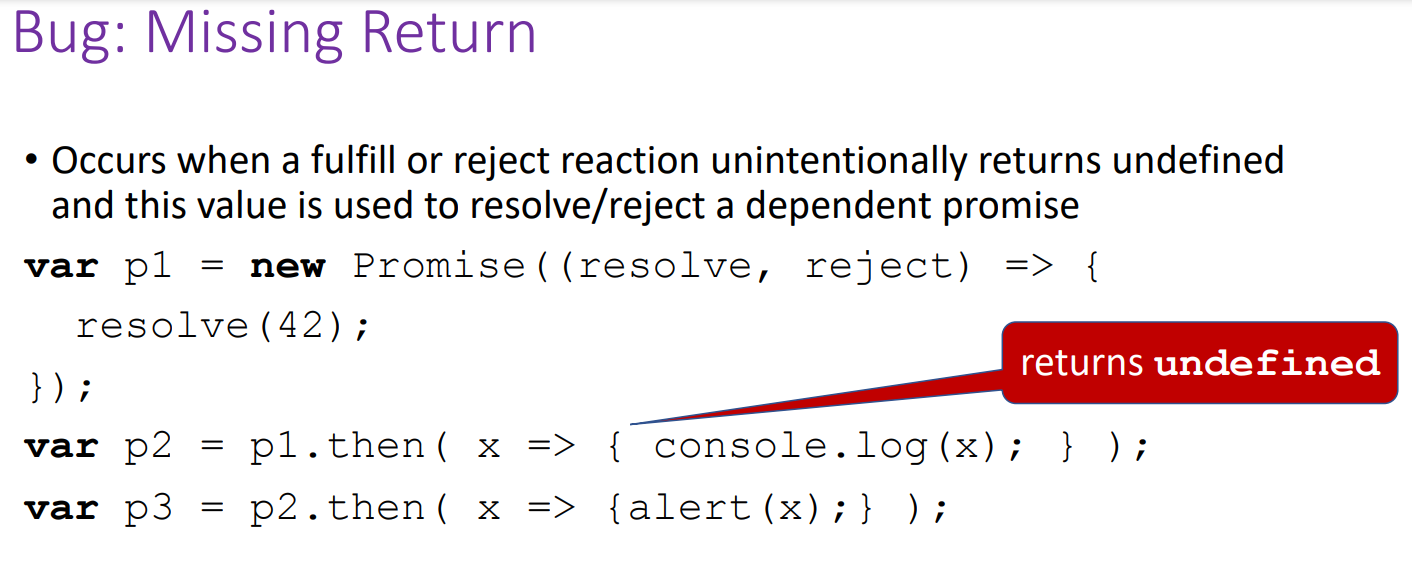 Bug: Missing Return
• Occurs when a fulfill or reject reaction unintentionally returns undefined
and this value is used to resolve/reject a dependent promise
var p1 = new Promise((resolve, reject) => {
resolve(42);
});
returns undefined
var p2 = p1.then( x => { console.log(x); } );
var p3 = p2.then( x => {alert(x);} );